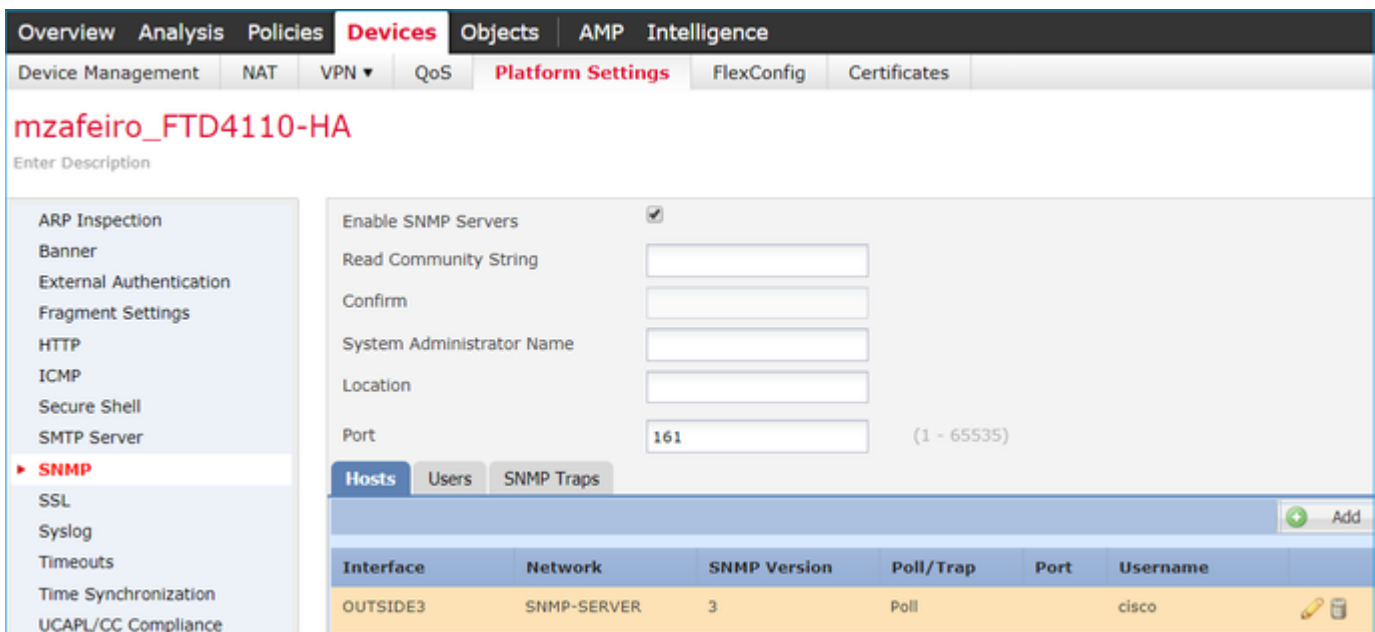 Overview Analysis Policies Devices Objects AMP Intelligence
Device Management NAT VPN ▼ QoS Platform Settings FlexConfig Certificates
mzafeiro_FTD4110-HA
Enter Description
ARP Inspection
Banner
External Authentication
Fragment Settings
HTTP
ICMP
Secure Shell
SMTP Server
SNMP
SSL
Syslog
Timeouts
Time Synchronization
UCAPL/CC Compliance
Enable SNMP Servers
Read Community String
Confirm
System Administrator Name
Location
Port 161 (1 - 65535)
Hosts Users SNMP Traps
Add
Interface Network SNMP Version Poll/Trap Port Username
OUTSIDE3 SNMP-SERVER 3 Poll cisco